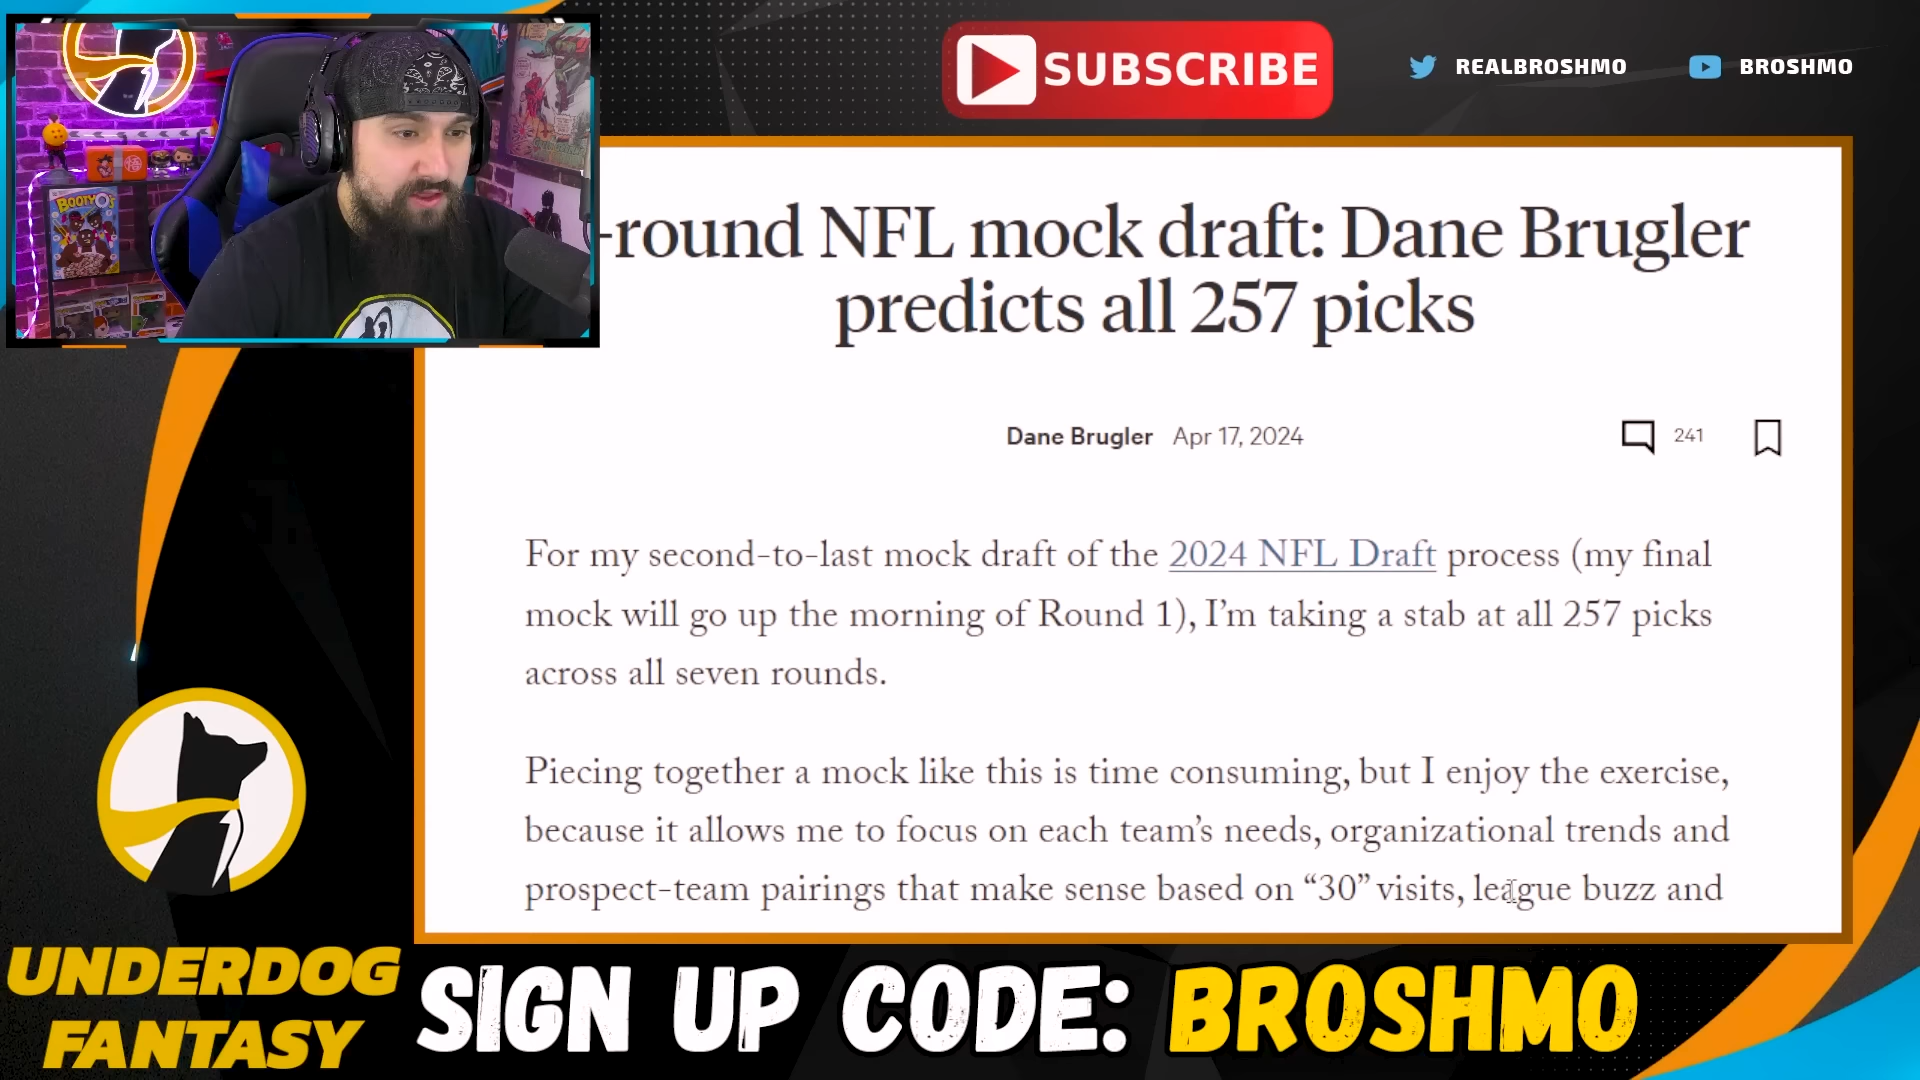 SUBSCRIBE
REALBROSHMO
BROSHMO
BOOTYO'S
-round NFL mock draft: Dane Brugler
predicts all 257 picks
Dane Brugler Apr 17, 2024
241
For my second-to-last mock draft of the 2024 NFL Draft process (my final
mock will go up the morning of Round 1), I’m taking a stab at all 257 picks
across all seven rounds.
Piecing together a mock like this is time consuming, but I enjoy the exercise,
because it allows me to focus on each team’s needs, organizational trends and
prospect-team pairings that make sense based on “30” visits, league buzz and
UNDERDOG
FANTASY
SIGN UP CODE: BROSHMO